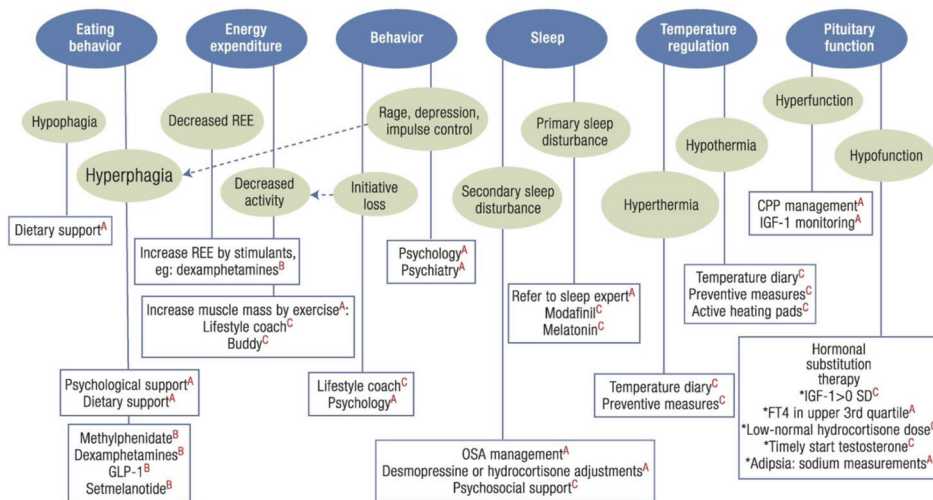 Eating
behavior
Energy
expenditure
Behavior
Sleep
Temperature
regulation
Pituitary
function
Hypophagia
Hyperphagia
Decreased REE
Decreased
activity
Rage, depression,
impulse control
Initiative
loss
Primary sleep
disturbance
Secondary sleep
disturbance
Hypothermia
Hyperthermia
Hyperfunction
Hypofunction
Dietary supportA
Increase REE by stimulants,
eg: dexamphetaminesB
Increase muscle mass by exerciseA:
Lifestyle coachC
BuddyC
PsychologyA
PsychiatryA
Refer to sleep expertA
ModafinilC
MelatoninC
Temperature diaryC
Preventive measuresC
Active heating padsC
CPP managementA
IGF-1 monitoringA
Psychological supportA
Dietary supportA
MethylphenidateB
DexamphetaminesB
GLP-1B
SetmelanotideB
Lifestyle coachC
PsychologyA
OSA managementA
Desmopressine or hydrocortisone adjustmentsA
Psychosocial supportC
Temperature diaryC
Preventive measuresC
Hormonal
substitution
therapy
*IGF-1>0 SDC
*FT4 in upper 3rd quartileA
*Low-normal hydrocortisone doseC
*Timely start testosteroneC
*Adipsia: sodium measurementsA